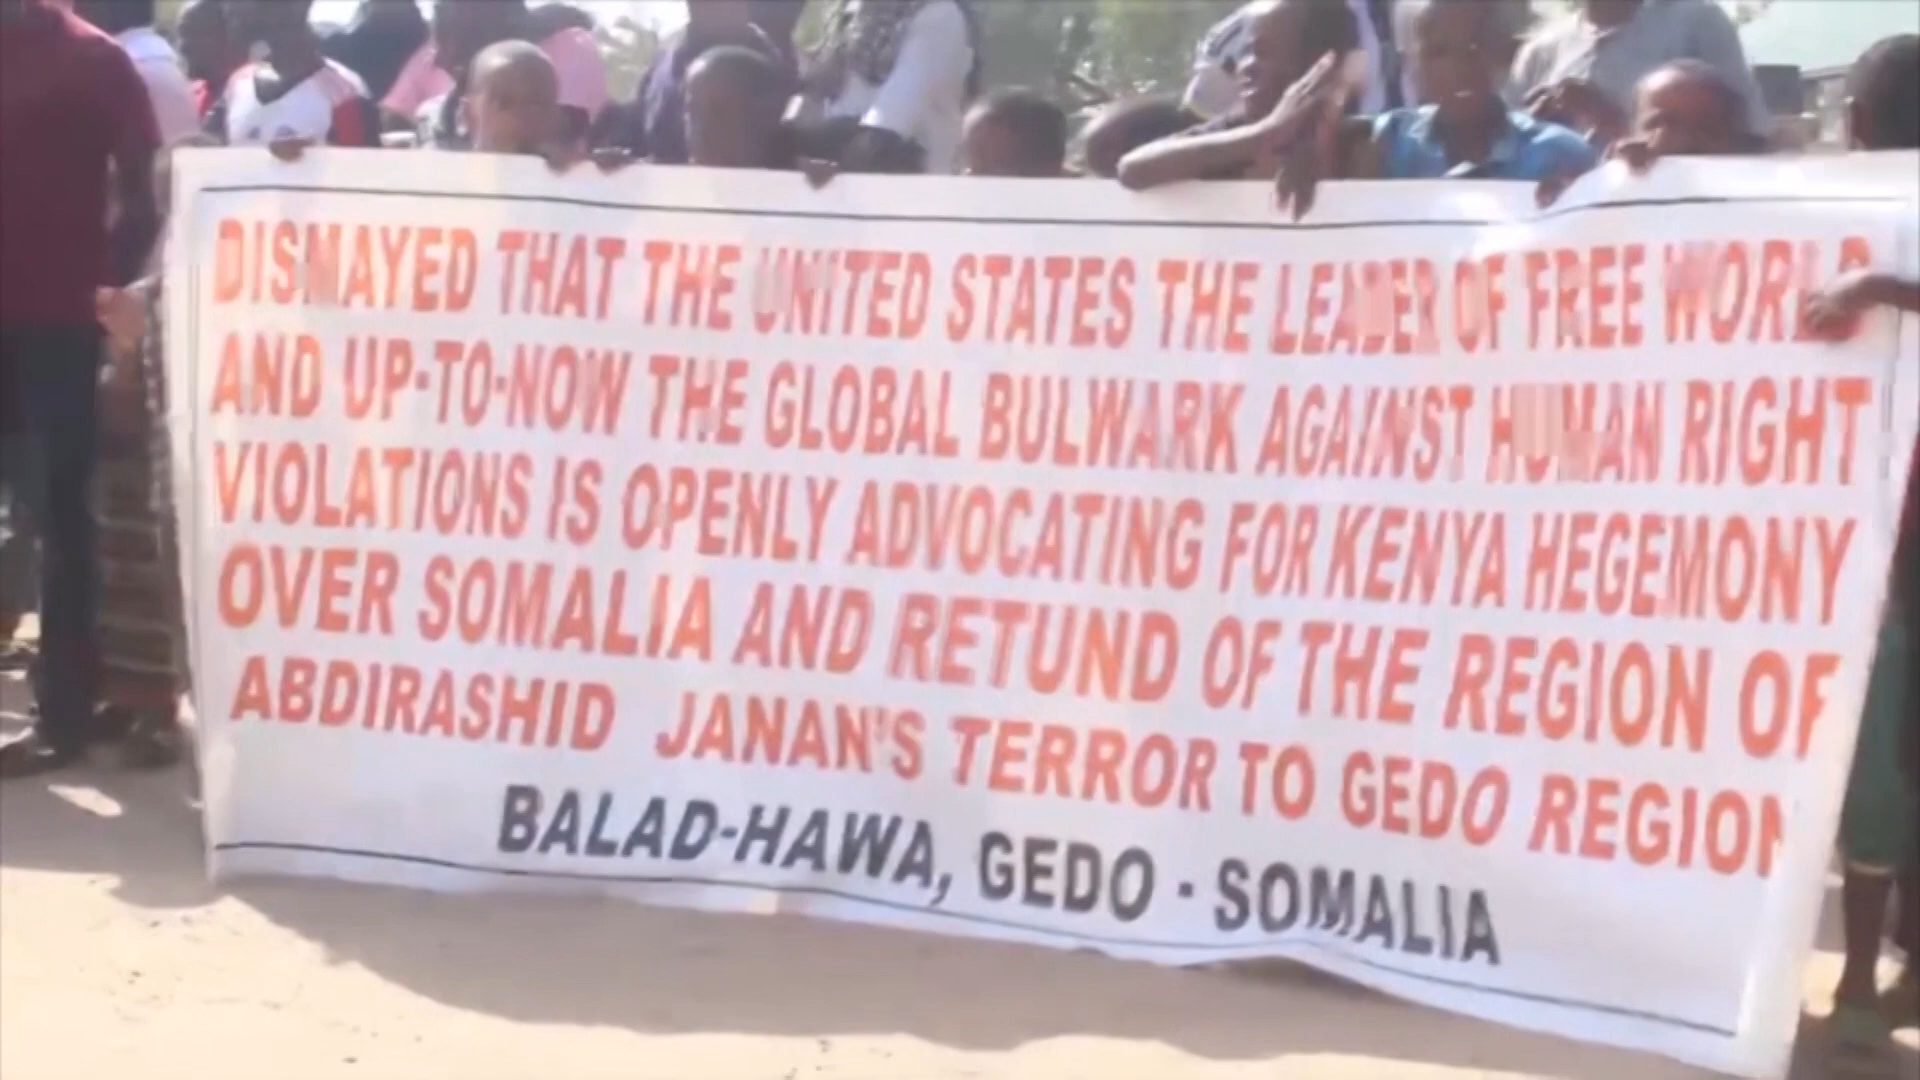 DISMAYED THAT THE UNITED STATES THE LEADER OF FREE WORLD
AND UP-TO-NOW THE GLOBAL BULWARK AGAINST HUMAN RIGHT
VIOLATIONS IS OPENLY ADVOCATING FOR KENYA HEGEMONY
OVER SOMALIA AND RETUND OF THE REGION OF
ABDIRASHID JANAN'S TERROR TO GEDO REGION
BALAD-HAWA, GEDO - SOMALIA